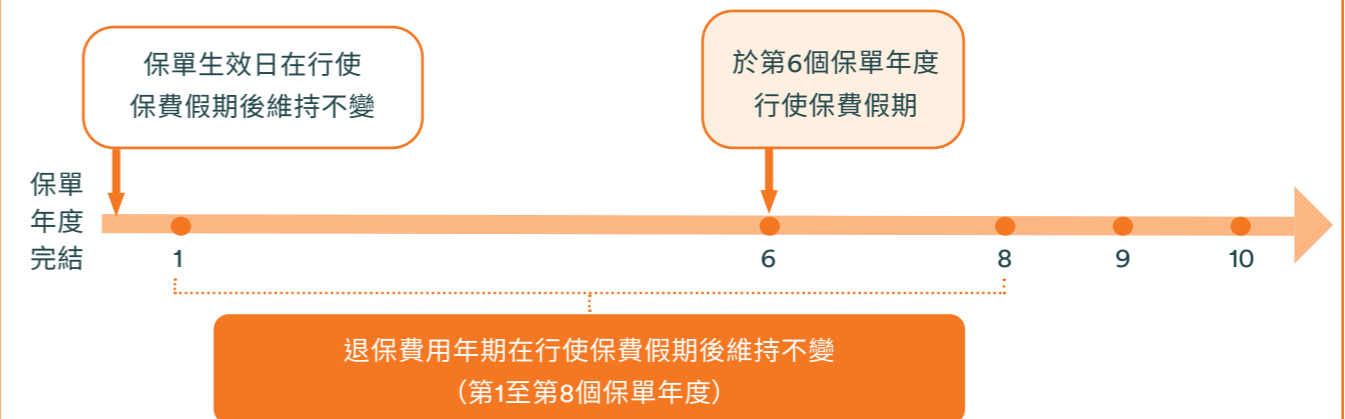 保單生效日在行使
保費假期後維持不變
於第6個保單年度
行使保費假期
保單
年度
完結
1
6
8
9
10
退保費用年期在行使保費假期後維持不變
（第1至第8個保單年度）